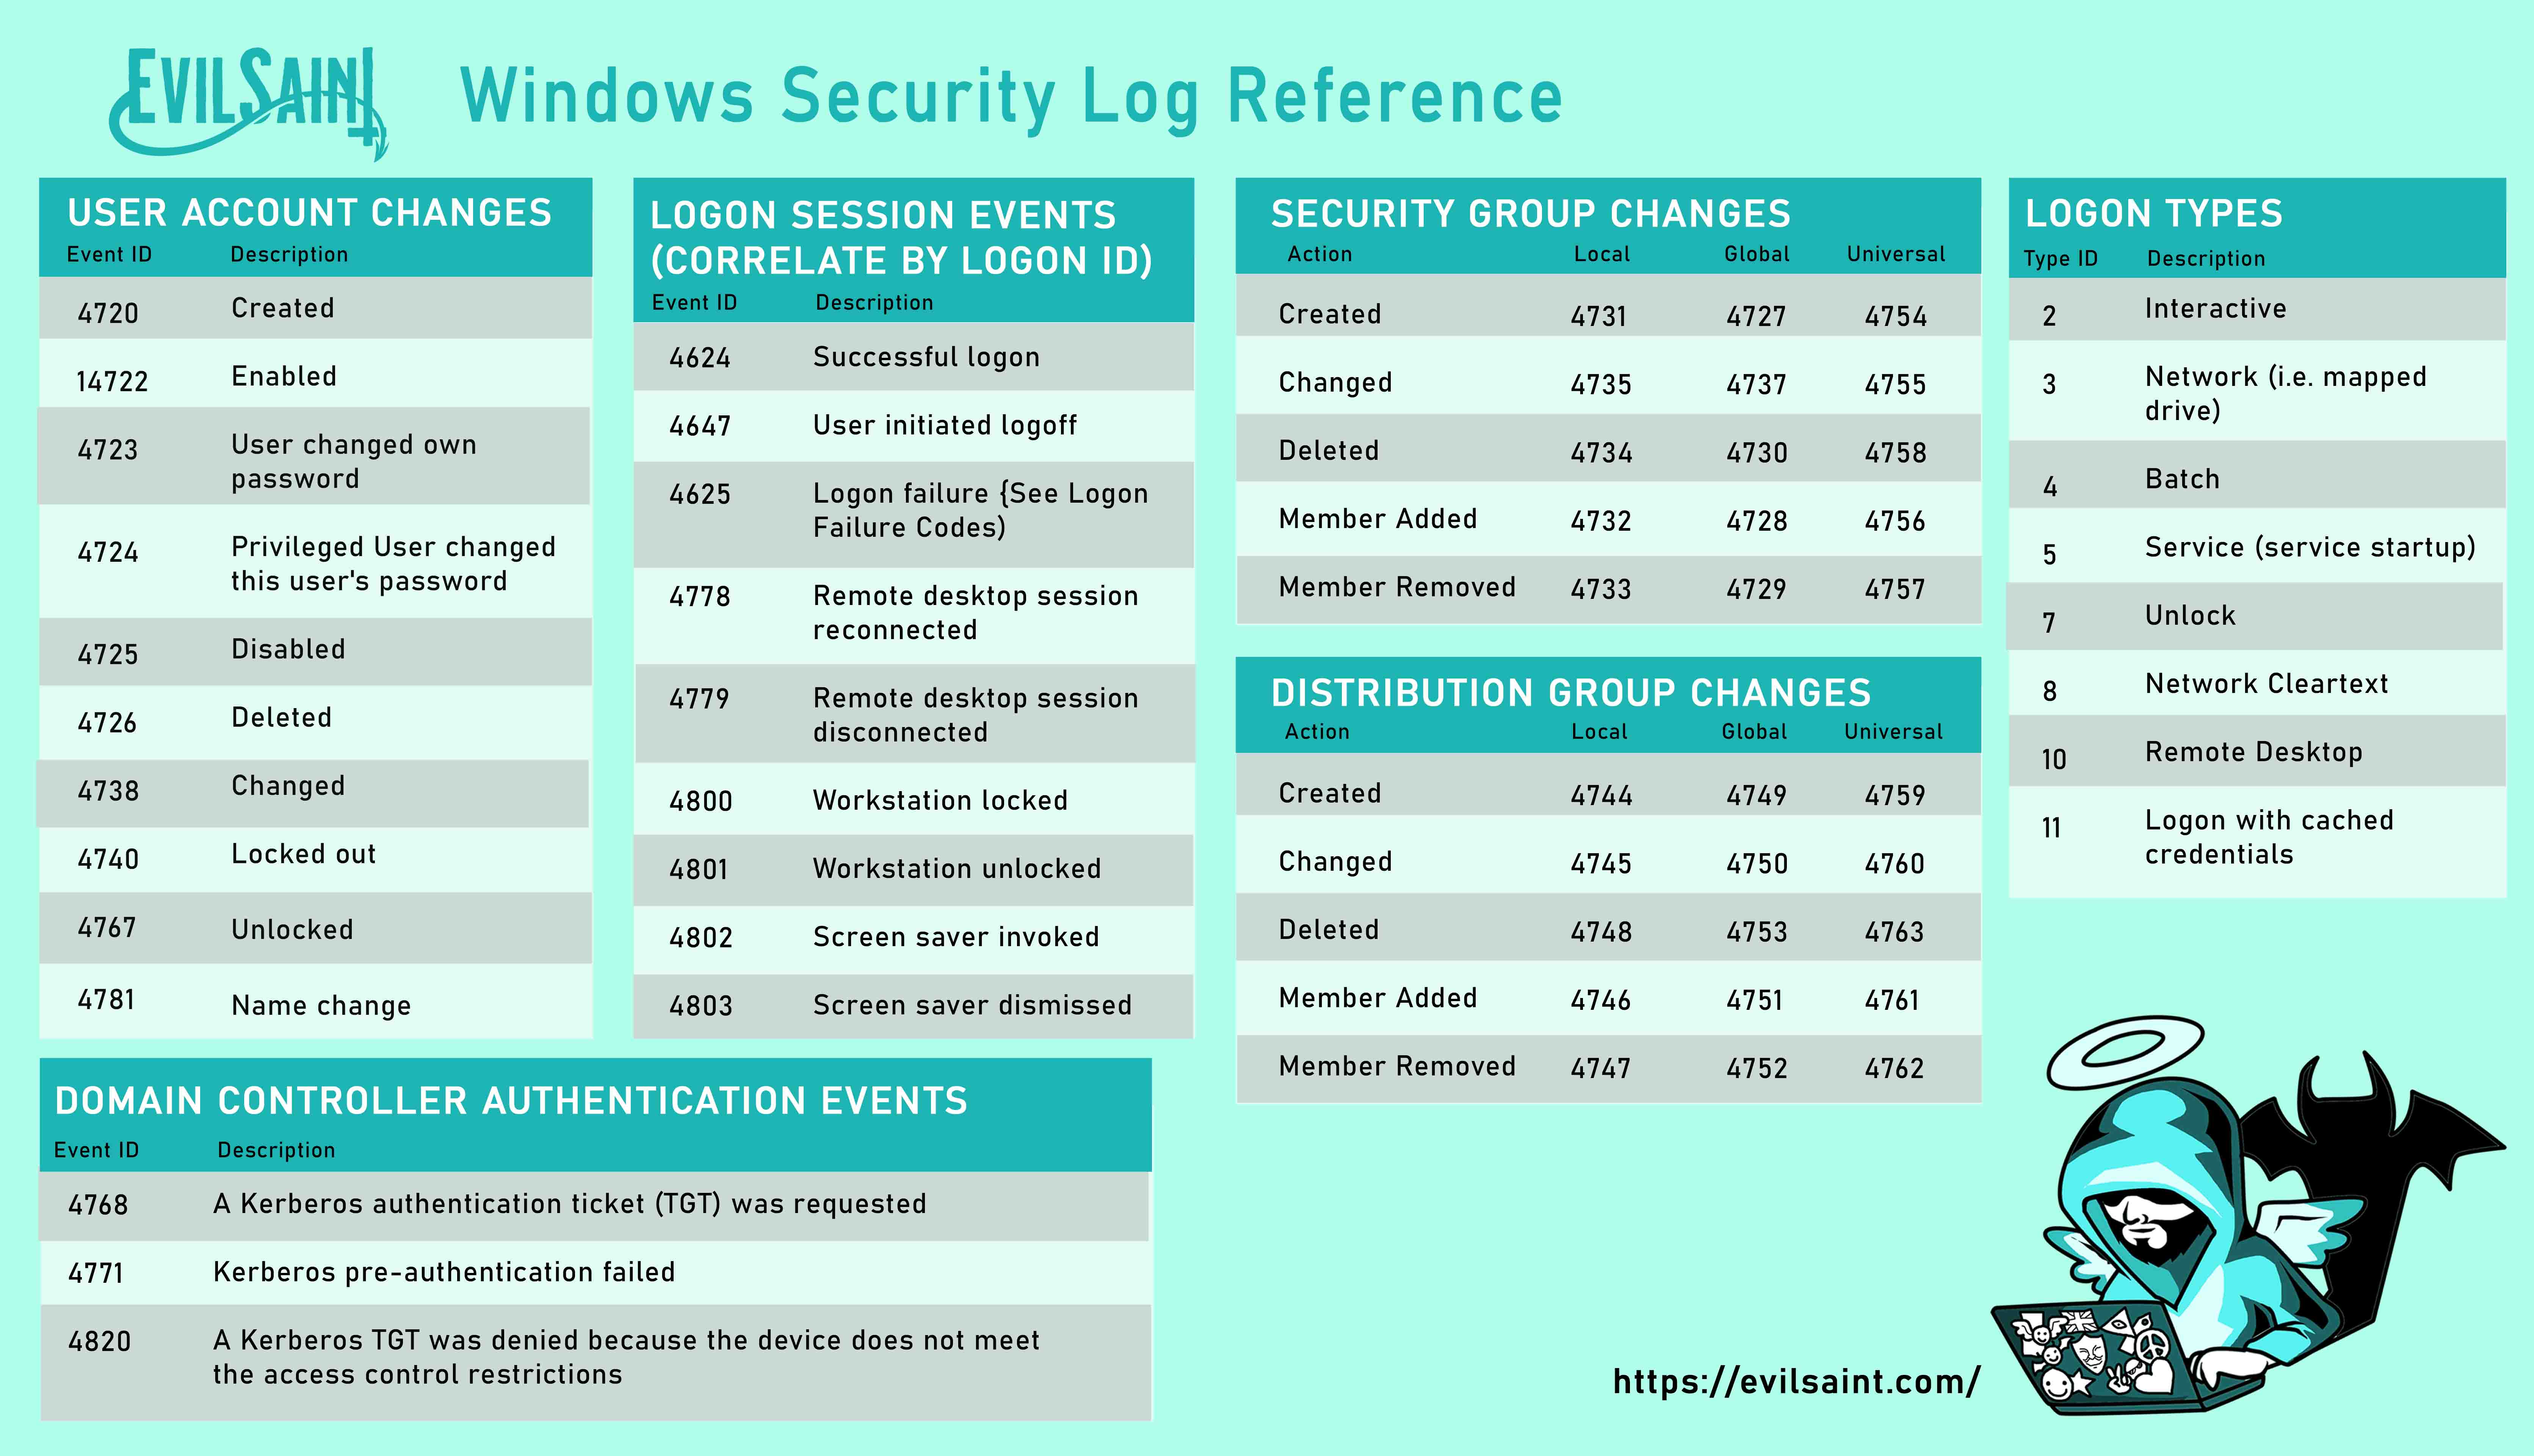 EVILSAINT
Windows Security Log Reference
USER ACCOUNT CHANGES
Event ID Description
4720 Created
14722 Enabled
4723 User changed own
password
4724 Privileged User changed
this user's password
4725 Disabled
4726 Deleted
4738 Changed
4740 Locked out
4767 Unlocked
4781 Name change
LOGON SESSION EVENTS
(CORRELATE BY LOGON ID)
Event ID Description
4624 Successful logon
4647 User initiated logoff
4625 Logon failure {See Logon
Failure Codes)
4778 Remote desktop session
reconnected
4779 Remote desktop session
disconnected
4800 Workstation locked
4801 Workstation unlocked
4802 Screen saver invoked
4803 Screen saver dismissed
SECURITY GROUP CHANGES
Action Local Global Universal
Created 4731 4727 4754
Changed 4735 4737 4755
Deleted 4734 4730 4758
Member Added 4732 4728 4756
Member Removed 4733 4729 4757
DISTRIBUTION GROUP CHANGES
Action Local Global Universal
Created 4744 4749 4759
Changed 4745 4750 4760
Deleted 4748 4753 4763
Member Added 4746 4751 4761
Member Removed 4747 4752 4762
LOGON TYPES
Type ID Description
2 Interactive
3 Network (i.e. mapped
drive)
4 Batch
5 Service (service startup)
7 Unlock
8 Network Cleartext
10 Remote Desktop
11 Logon with cached
credentials
DOMAIN CONTROLLER AUTHENTICATION EVENTS
Event ID Description
4768 A Kerberos authentication ticket (TGT) was requested
4771 Kerberos pre-authentication failed
4820 A Kerberos TGT was denied because the device does not meet
the access control restrictions
https://evilsaint.com/